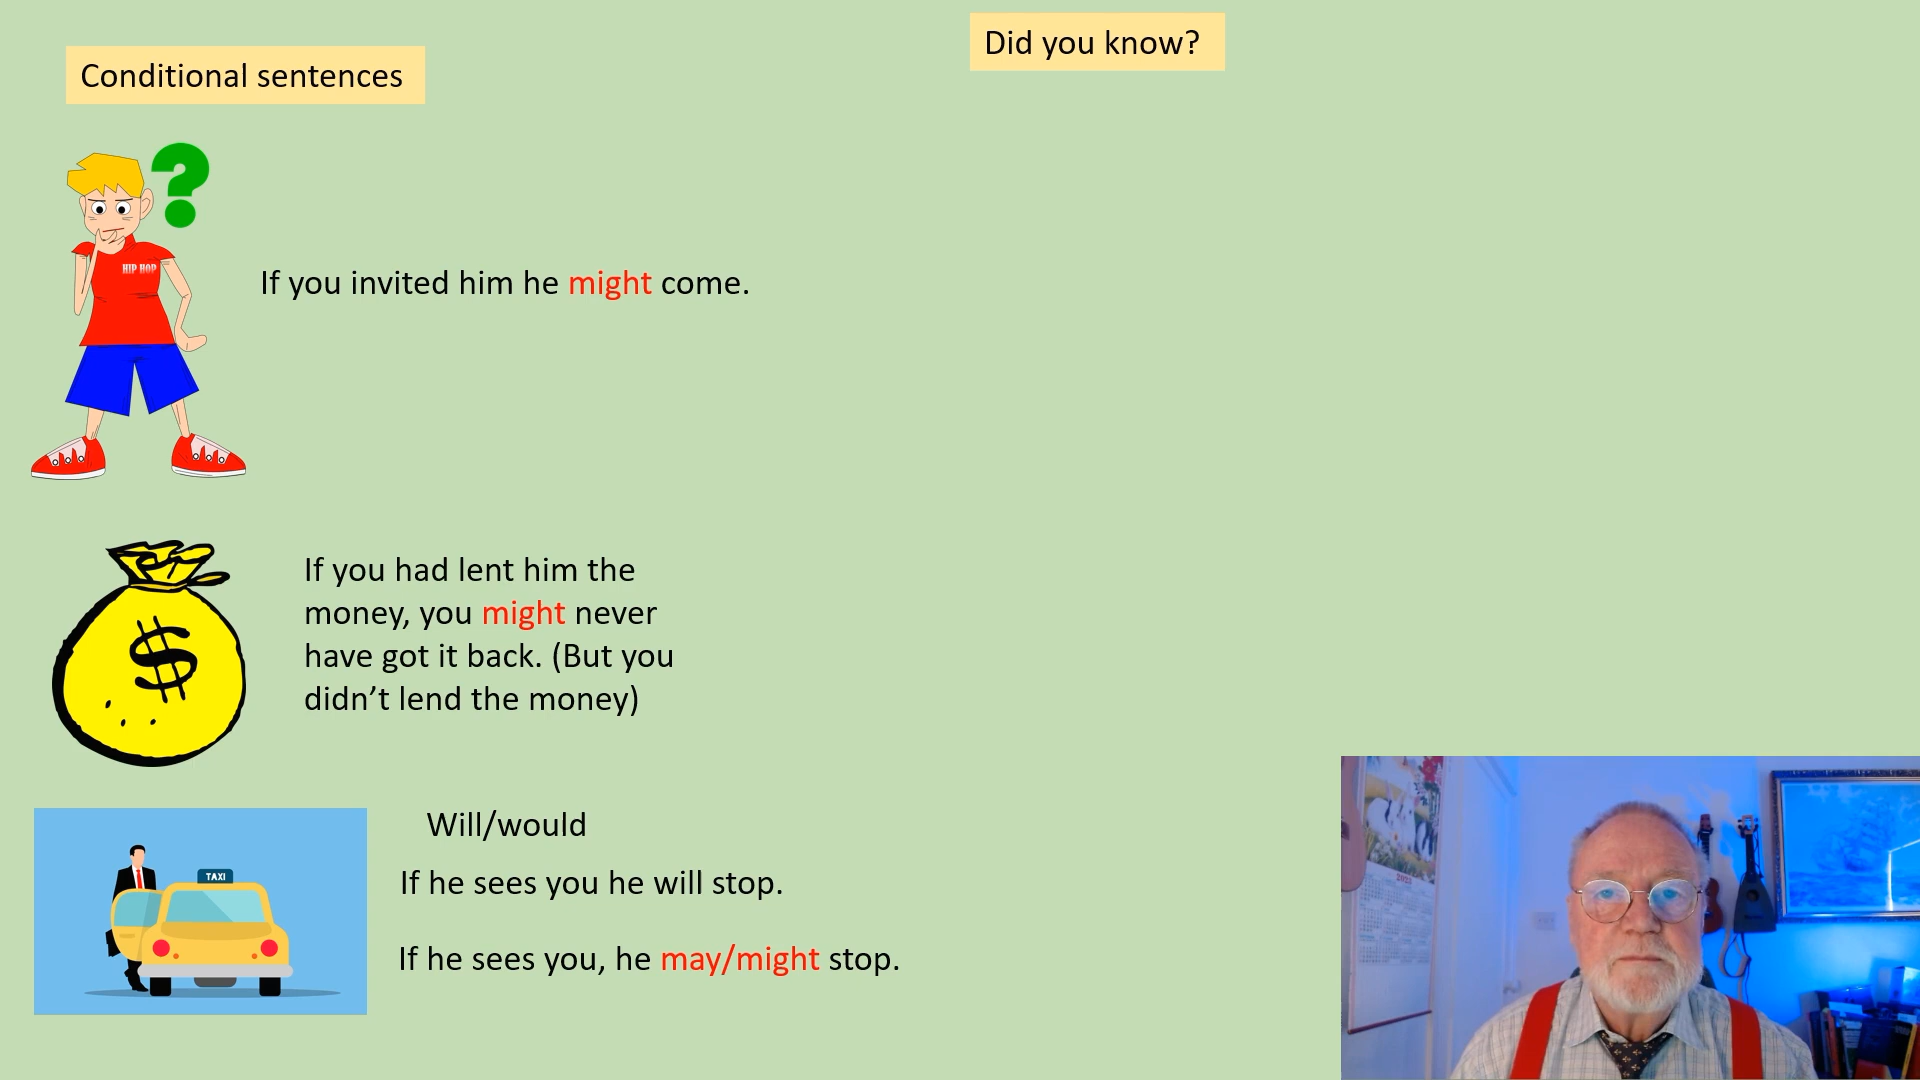 Did you know?
Conditional sentences
HIP HOP
If you invited him he might come.
If you had lent him the
money, you might never
have got it back. (But you
didn’t lend the money)
TAXI
Will/would
If he sees you he will stop.
If he sees you, he may/might stop.